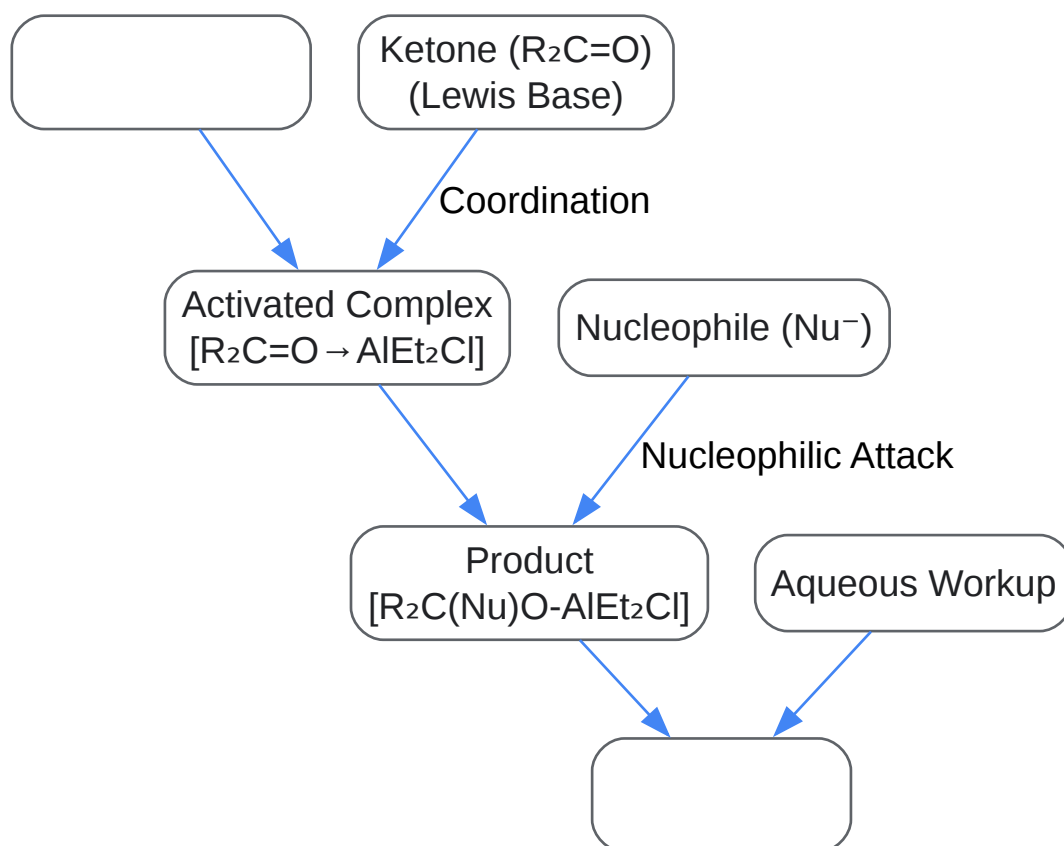 Ketone (R₂C=O)
(Lewis Base)
Coordination
Activated Complex
[R₂C=O→AlEt₂Cl]
Nucleophile (Nu⁻)
Nucleophilic Attack
Product
[R₂C(Nu)O-AlEt₂Cl]
Aqueous Workup